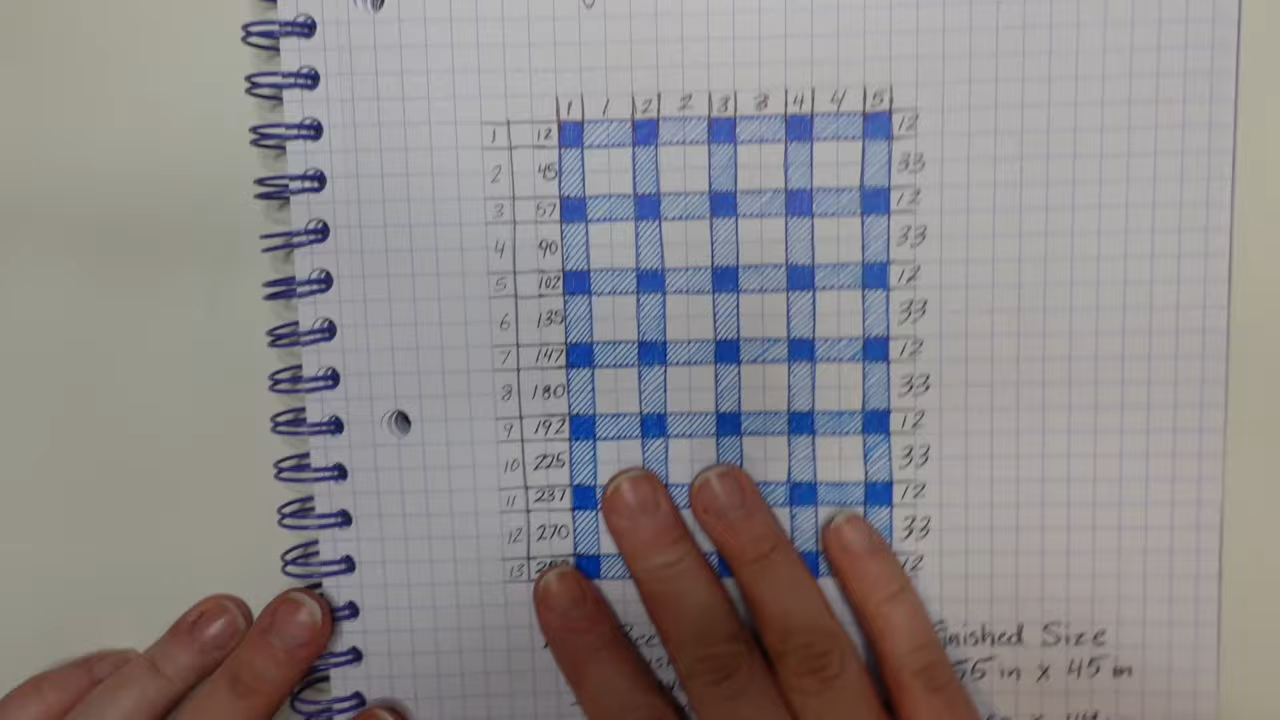 1 1 2 2 3 3 4 4 5
1 12 12
2 45 33
3 57 12
4 90 33
5 102 12
6 135 33
7 147 12
8 180 33
9 192 12
10 225 33
11 237 12
12 270 33
13 12
Finished Size
55 in x 45 in